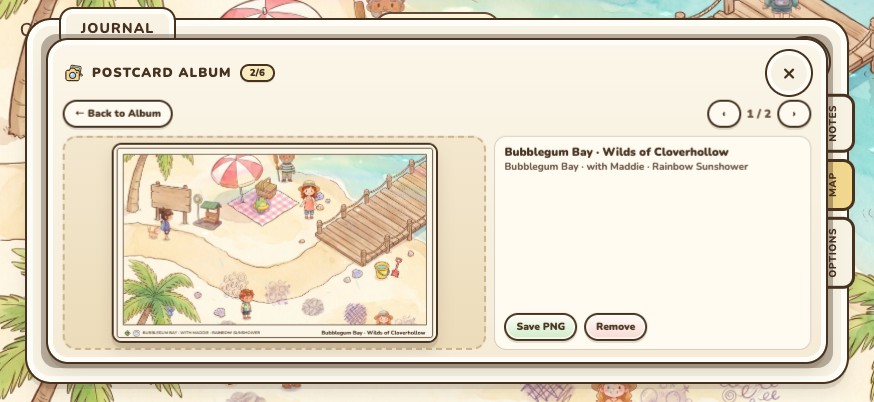 JOURNAL
POSTCARD ALBUM 2/6
← Back to Album
‹ 1 / 2 ›
Bubblegum Bay · Wilds of Cloverhollow
Bubblegum Bay · with Maddie · Rainbow Sunshower
BUBBLEGUM BAY · WITH MADDIE · RAINBOW SUNSHOWER
Bubblegum Bay · Wilds of Cloverhollow
Save PNG
Remove
NOTES
MAP
OPTIONS